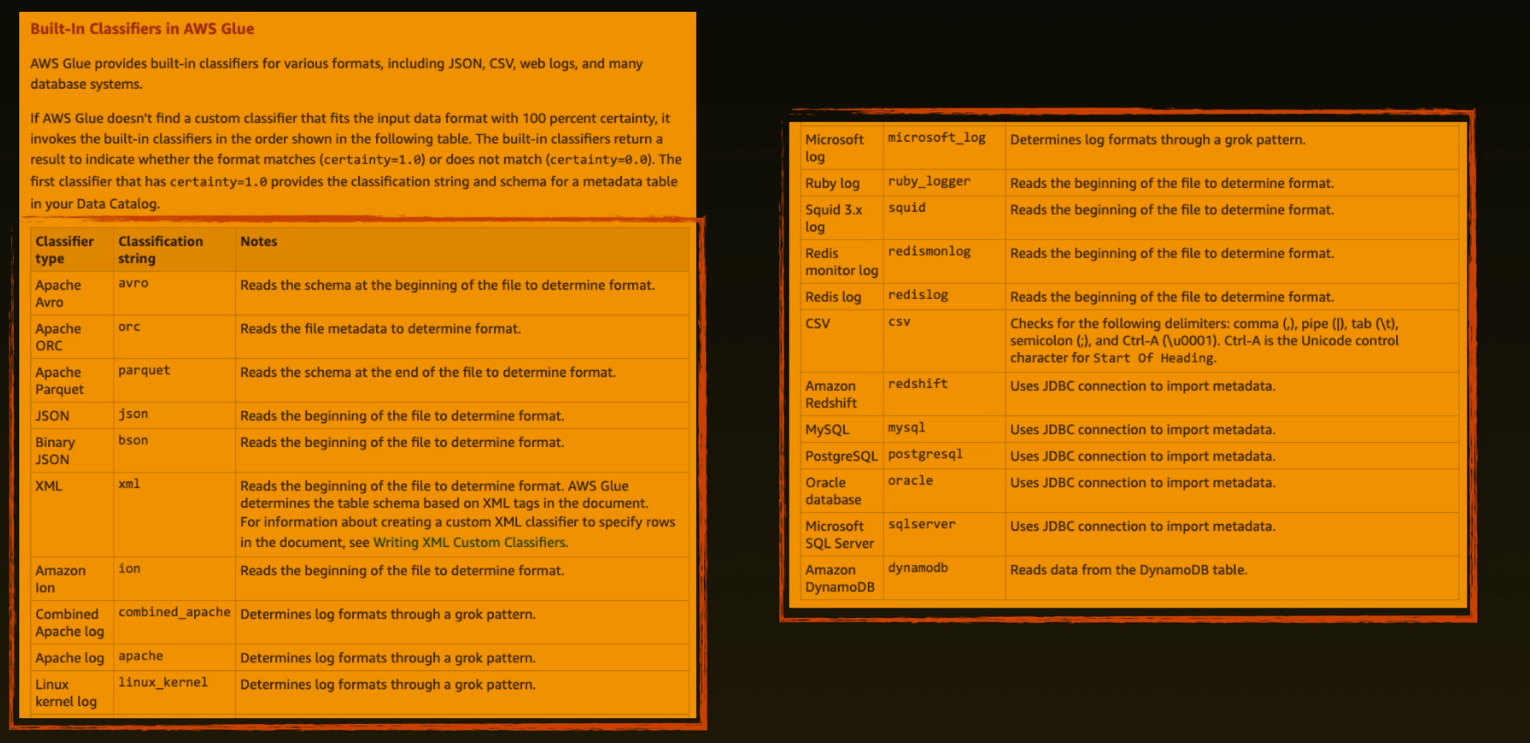 Built-In Classifiers in AWS Glue
AWS Glue provides built-in classifiers for various formats, including JSON, CSV, web logs, and many
database systems.
If AWS Glue doesn't find a custom classifier that fits the input data format with 100 percent certainty, it
invokes the built-in classifiers in the order shown in the following table. The built-in classifiers return a
result to indicate whether the format matches (certainty=1.0) or does not match (certainty=0.0). The
first classifier that has certainty=1.0 provides the classification string and schema for a metadata table
in your Data Catalog.
Classifier type Classification string Notes
Apache Avro avro Reads the schema at the beginning of the file to determine format.
Apache ORC orc Reads the file metadata to determine format.
Apache Parquet parquet Reads the schema at the end of the file to determine format.
JSON json Reads the beginning of the file to determine format.
Binary JSON bson Reads the beginning of the file to determine format.
XML xml Reads the beginning of the file to determine format. AWS Glue
determines the table schema based on XML tags in the document.
For information about creating a custom XML classifier to specify rows
in the document, see Writing XML Custom Classifiers.
Amazon Ion ion Reads the beginning of the file to determine format.
Combined Apache log combined_apache Determines log formats through a grok pattern.
Apache log apache Determines log formats through a grok pattern.
Linux kernel log linux_kernel Determines log formats through a grok pattern.
Microsoft log microsoft_log Determines log formats through a grok pattern.
Ruby log ruby_logger Reads the beginning of the file to determine format.
Squid 3.x log squid Reads the beginning of the file to determine format.
Redis monitor log redismonlog Reads the beginning of the file to determine format.
Redis log redislog Reads the beginning of the file to determine format.
CSV csv Checks for the following delimiters: comma (,), pipe (|), tab (\t),
semicolon (;), and Ctrl-A (\u0001). Ctrl-A is the Unicode control
character for Start Of Heading.
Amazon Redshift redshift Uses JDBC connection to import metadata.
MySQL mysql Uses JDBC connection to import metadata.
PostgreSQL postgresql Uses JDBC connection to import metadata.
Oracle database oracle Uses JDBC connection to import metadata.
Microsoft SQL Server sqlserver Uses JDBC connection to import metadata.
Amazon DynamoDB dynamodb Reads data from the DynamoDB table.